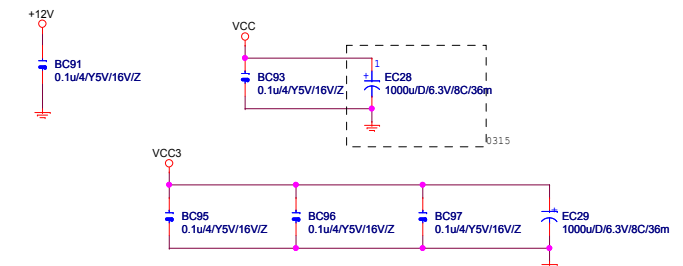 +12V
BC91
0.1u/4/Y5V/16V/Z
VCC
BC93
0.1u/4/Y5V/16V/Z
1
+
EC28
1000u/D/6.3V/8C/36m
0315
VCC3
BC95
0.1u/4/Y5V/16V/Z
BC96
0.1u/4/Y5V/16V/Z
BC97
0.1u/4/Y5V/16V/Z
+
EC29
1000u/D/6.3V/8C/36m